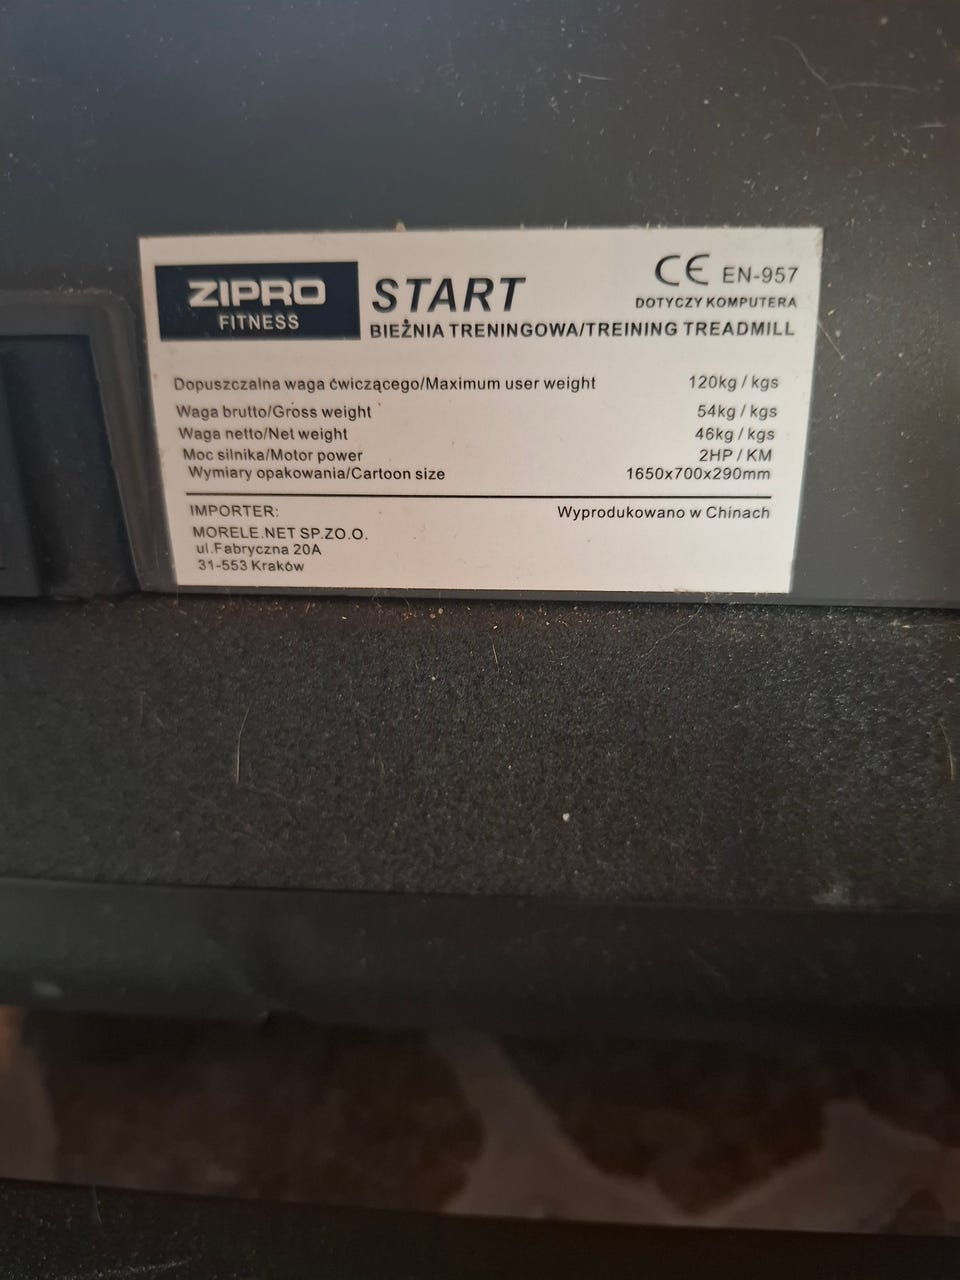 ZIPRO
FITNESS
START
CE EN-957
DOTYCZY KOMPUTERA
BIEŻNIA TRENINGOWA/TREINING TREADMILL
Dopuszczalna waga ćwiczącego/Maximum user weight 120kg / kgs
Waga brutto/Gross weight 54kg / kgs
Waga netto/Net weight 46kg / kgs
Moc silnika/Motor power 2HP / KM
Wymiary opakowania/Cartoon size 1650x700x290mm
IMPORTER: Wyprodukowano w Chinach
MORELE.NET SP.ZO.O.
ul.Fabryczna 20A
31-553 Kraków